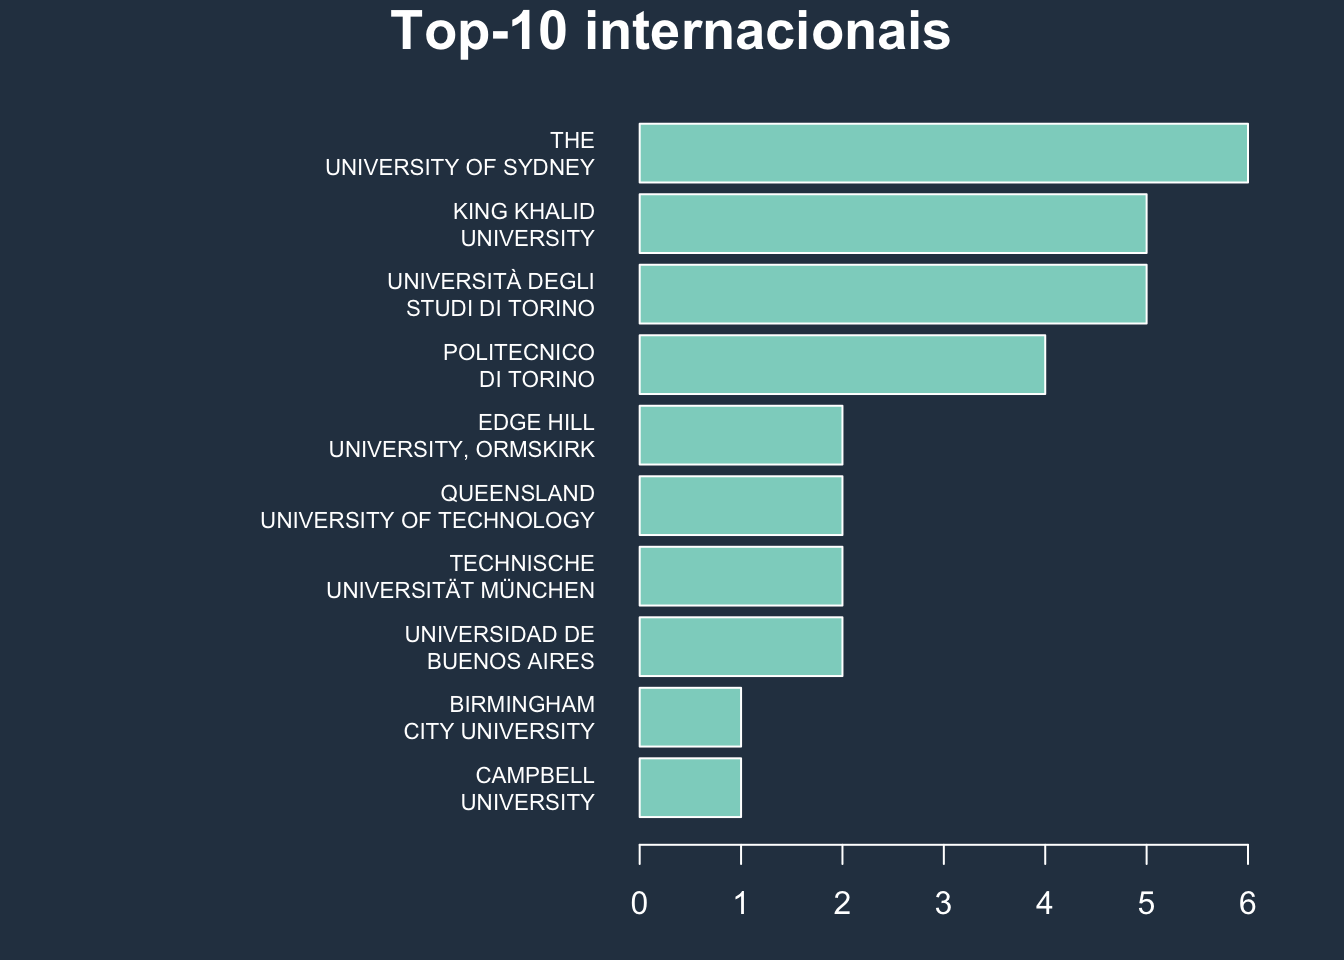 Top-10 internacionais
THE
UNIVERSITY OF SYDNEY
KING KHALID
UNIVERSITY
UNIVERSITÀ DEGLI
STUDI DI TORINO
POLITECNICO
DI TORINO
EDGE HILL
UNIVERSITY, ORMSKIRK
QUEENSLAND
UNIVERSITY OF TECHNOLOGY
TECHNISCHE
UNIVERSITÄT MÜNCHEN
UNIVERSIDAD DE
BUENOS AIRES
BIRMINGHAM
CITY UNIVERSITY
CAMPBELL
UNIVERSITY
0 1 2 3 4 5 6